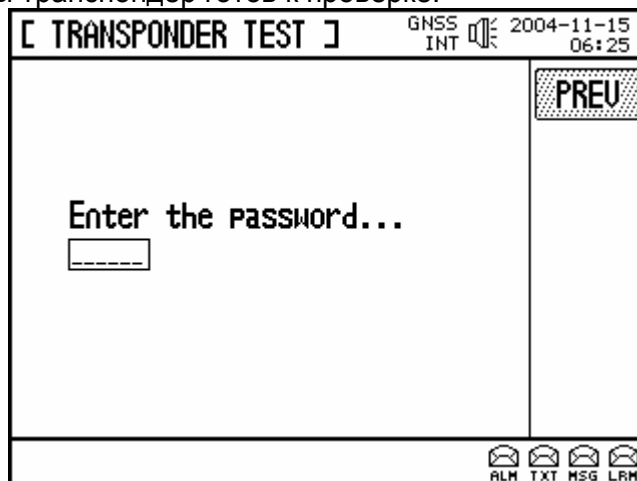 транспондер готов к проверке.
[ TRANSPONDER TEST ]
GNSS
INT
2004-11-15
06:25
PREV
Enter the password...
______
ALM TXT MSG LRM